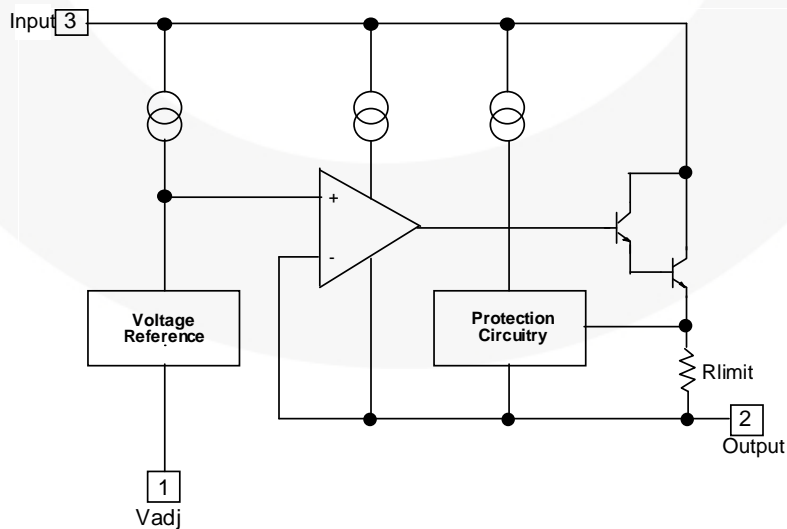 Input 3
+
-
Voltage
Reference
Protection
Circuitry
Rlimit
2
Output
1
Vadj